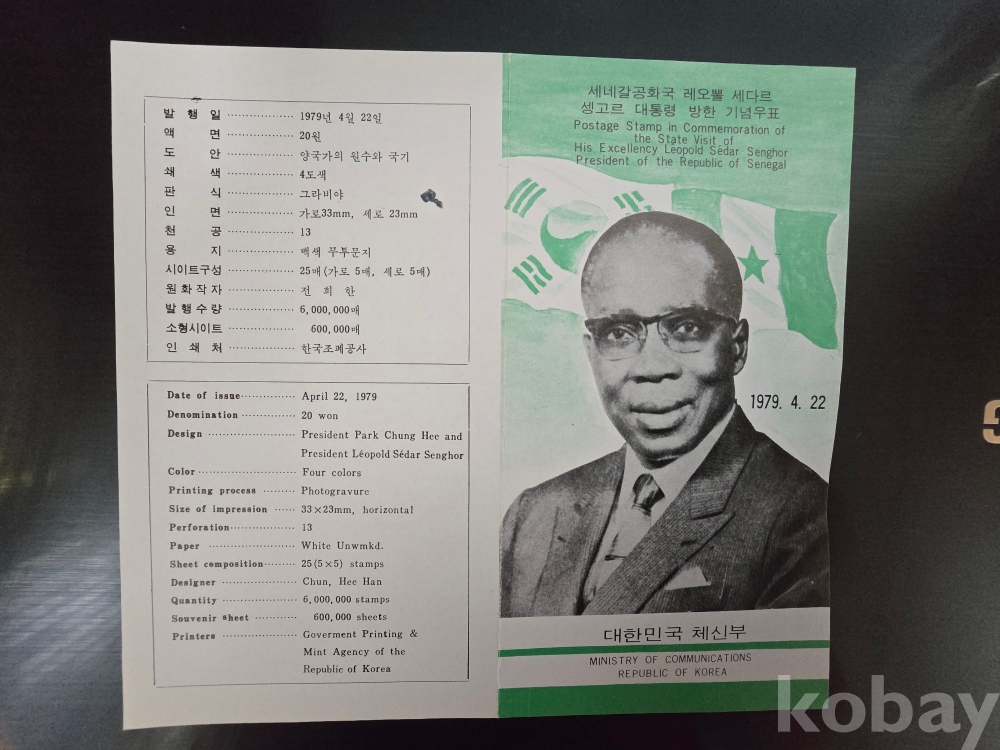 발 행 일 ················ 1979년 4월 22일
액 면 ················ 20원
도 안 ················ 양국가의 원수와 국기
쇄 색 ················ 4도색
판 식 ················ 그라비야
인 면 ················ 가로33mm, 세로 23mm
천 공 ················ 13
용 지 ················ 백색 무투문지
시이트구성 ················ 25매(가로 5매, 세로 5매)
원 화 작 자 ················ 전 희 한
발 행 수 량 ················ 6,000,000매
소형시이트 ················ 600,000매
인 쇄 처 ················ 한국조폐공사
Date of issue ·············· April 22, 1979
Denomination ·············· 20 won
Design ······················ President Park Chung Hee and
President Léopold Sédar Senghor
Color ························ Four colors
Printing process ········· Photogravure
Size of impression ······ 33×23mm, horizontal
Perforation ················ 13
Paper ······················ White Unwmkd.
Sheet composition ········· 25(5×5) stamps
Designer ···················· Chun, Hee Han
Quantity ···················· 6,000,000 stamps
Souvenir sheet ············ 600,000 sheets
Printers ···················· Goverment Printing &
Mint Agency of the
Republic of Korea
세네갈공화국 레오뽈 세다르
셍고르 대통령 방한 기념우표
Postage Stamp in Commemoration of
the State Visit of
His Excellency Léopold Sédar Senghor
President of the Republic of Senegal
1979. 4. 22
대한민국 체신부
MINISTRY OF COMMUNICATIONS
REPUBLIC OF KOREA
kobay